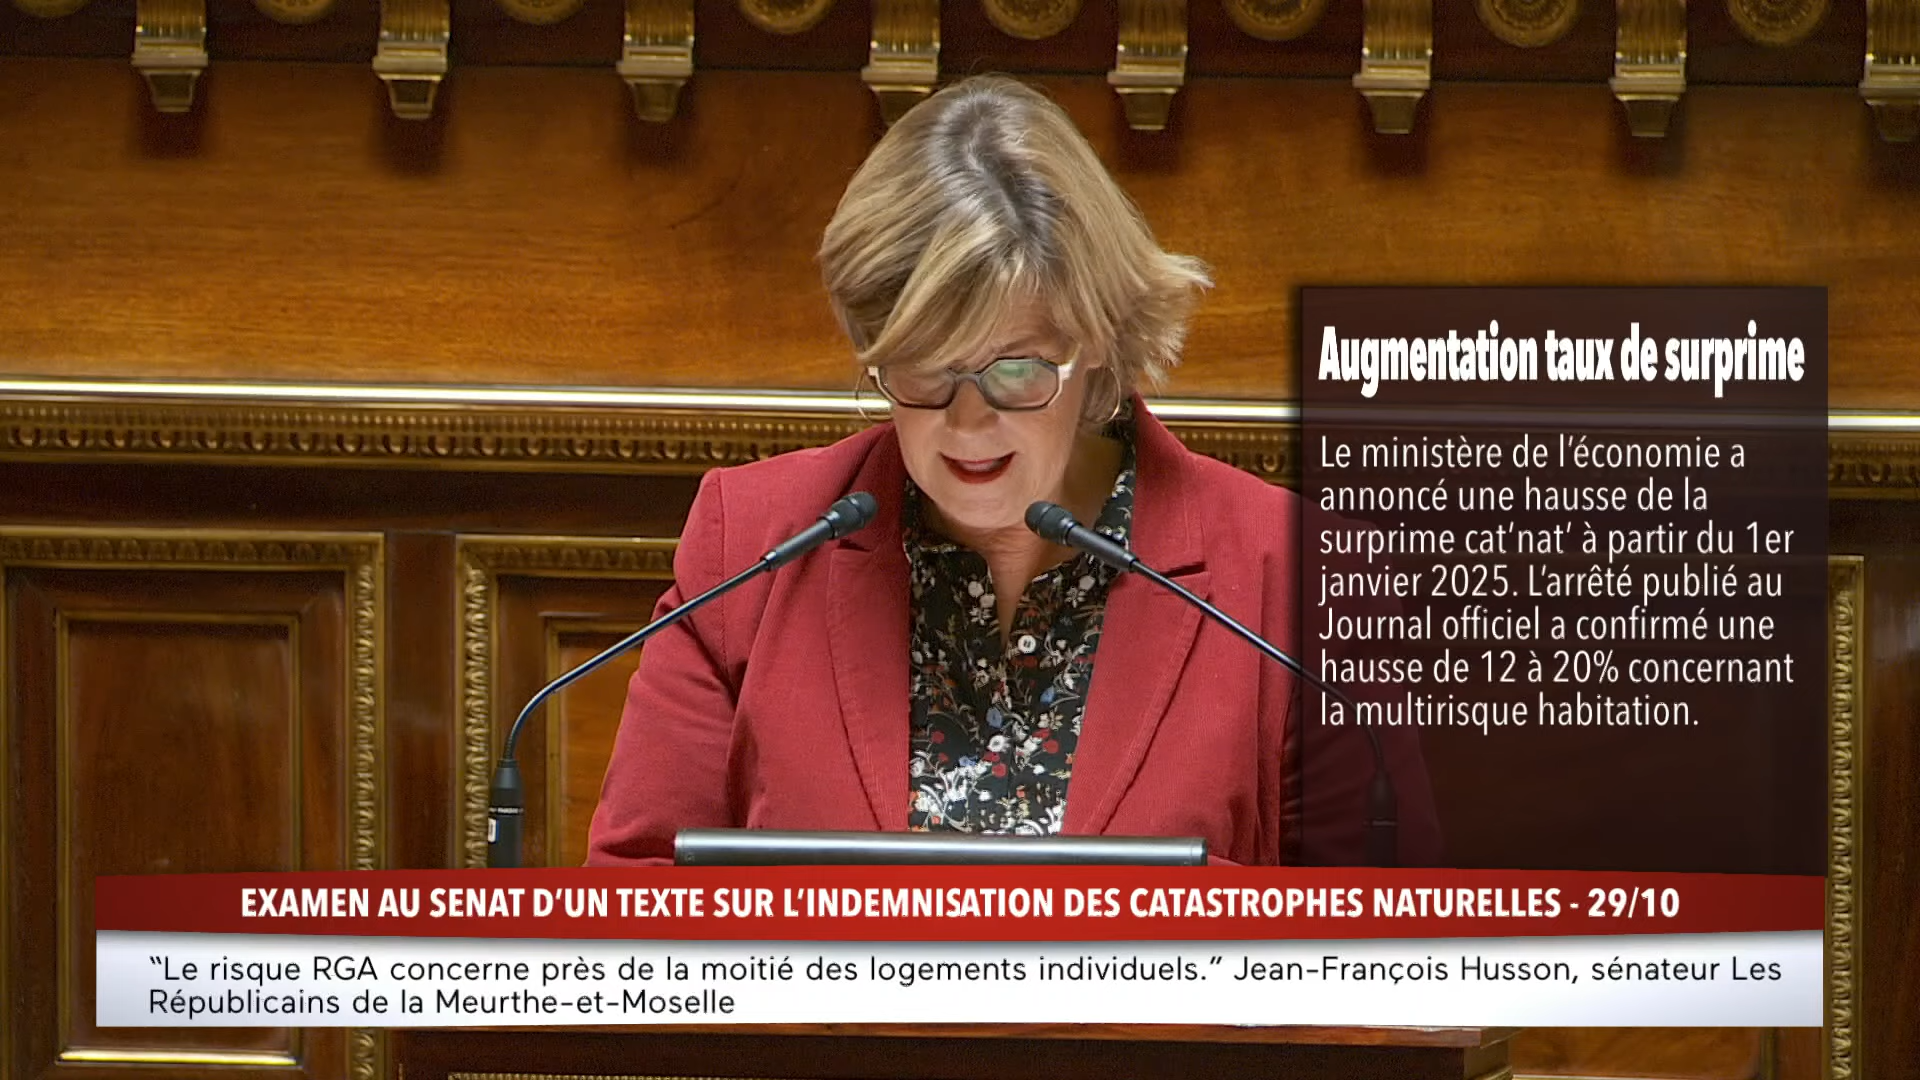 Augmentation taux de surprime
Le ministère de l’économie a
annoncé une hausse de la
surprime cat’nat’ à partir du 1er
janvier 2025. L’arrêté publié au
Journal officiel a confirmé une
hausse de 12 à 20% concernant
la multirisque habitation.
EXAMEN AU SENAT D’UN TEXTE SUR L’INDEMNISATION DES CATASTROPHES NATURELLES - 29/10
“Le risque RGA concerne près de la moitié des logements individuels.” Jean-François Husson, sénateur Les
Républicains de la Meurthe-et-Moselle